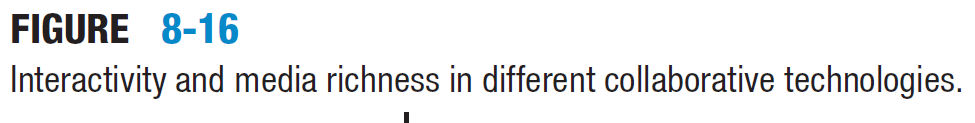 FIGURE 8-16
Interactivity and media richness in different collaborative technologies.